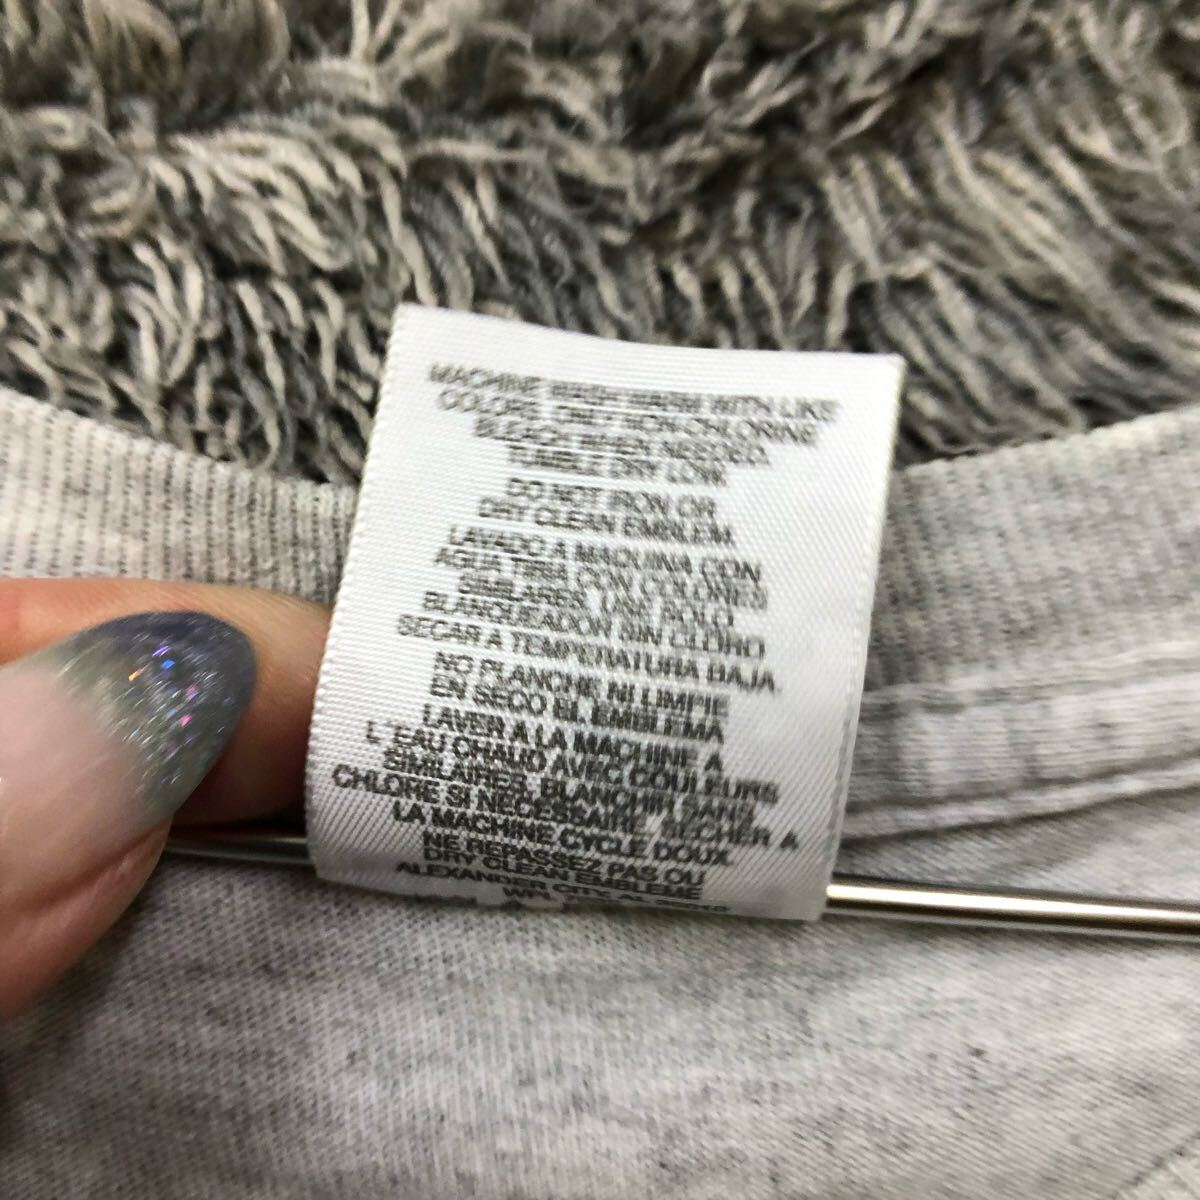 MACHINE WASH WARM WITH LIKE
COLORS. ONLY NON-CHLORINE
BLEACH WHEN NEEDED.
TUMBLE DRY LOW.
DO NOT IRON OR
DRY CLEAN EMBLEM.
LAVADO A MAQUINA CON
AGUA TIBIA CON COLORES
SIMILARES. USE SOLO
BLANQUEADOR SIN CLORO
SECAR A TEMPERATURA BAJA.
NO PLANCHE NI LIMPIE
EN SECO EL EMBLEMA
LAVER A LA MACHINE A
L'EAU CHAUD AVEC COULEURS
SIMILAIRES, BLANCHIR SANS
CHLORE SI NÉCESSAIRE, SÉCHER A
LA MACHINE CYCLE DOUX.
NE REPASSEZ PAS OU
DRY CLEAN EMBLEME
ALEXANDER CITY, AL